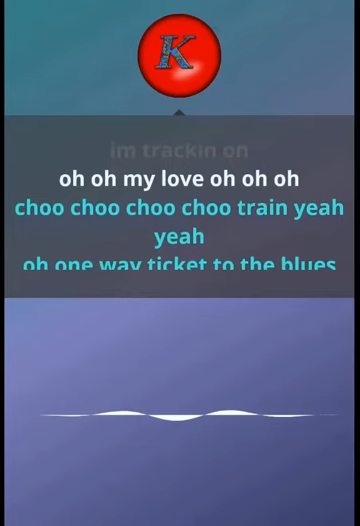 K
im trackin on
oh oh my love oh oh oh
choo choo choo choo train yeah
yeah
oh one way ticket to the blues